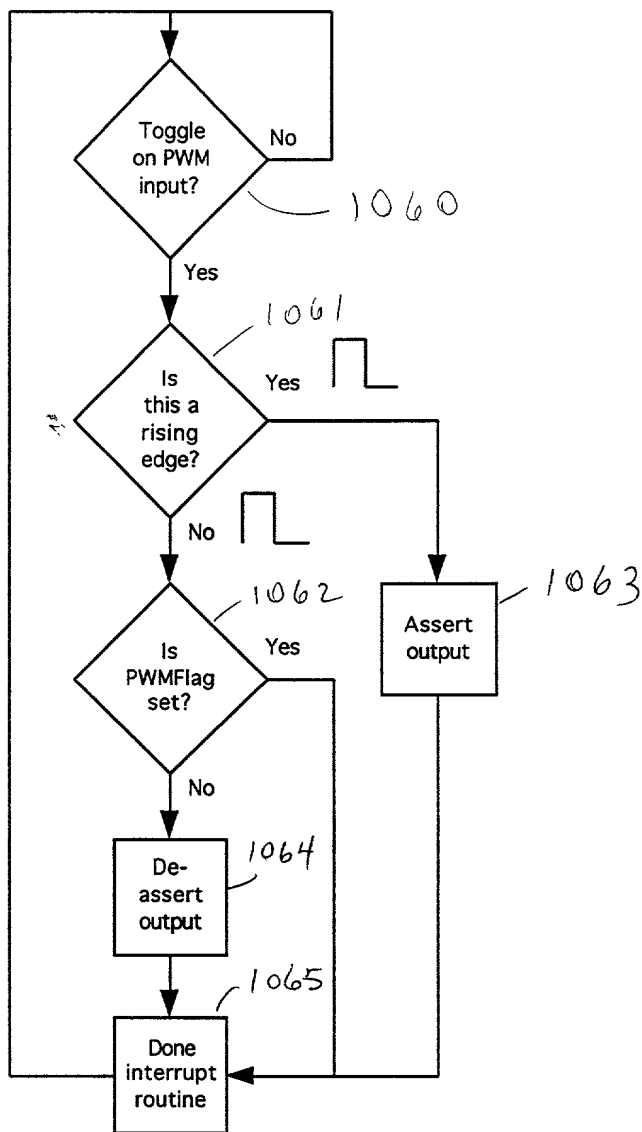 Toggle
on PWM
input?
No
1060
Yes
1061
Is
this a
rising
edge?
Yes
No
1062
1063
Is
PWMFlag
set?
Yes
Assert
output
No
De-
assert
output
1064
1065
Done
interrupt
routine